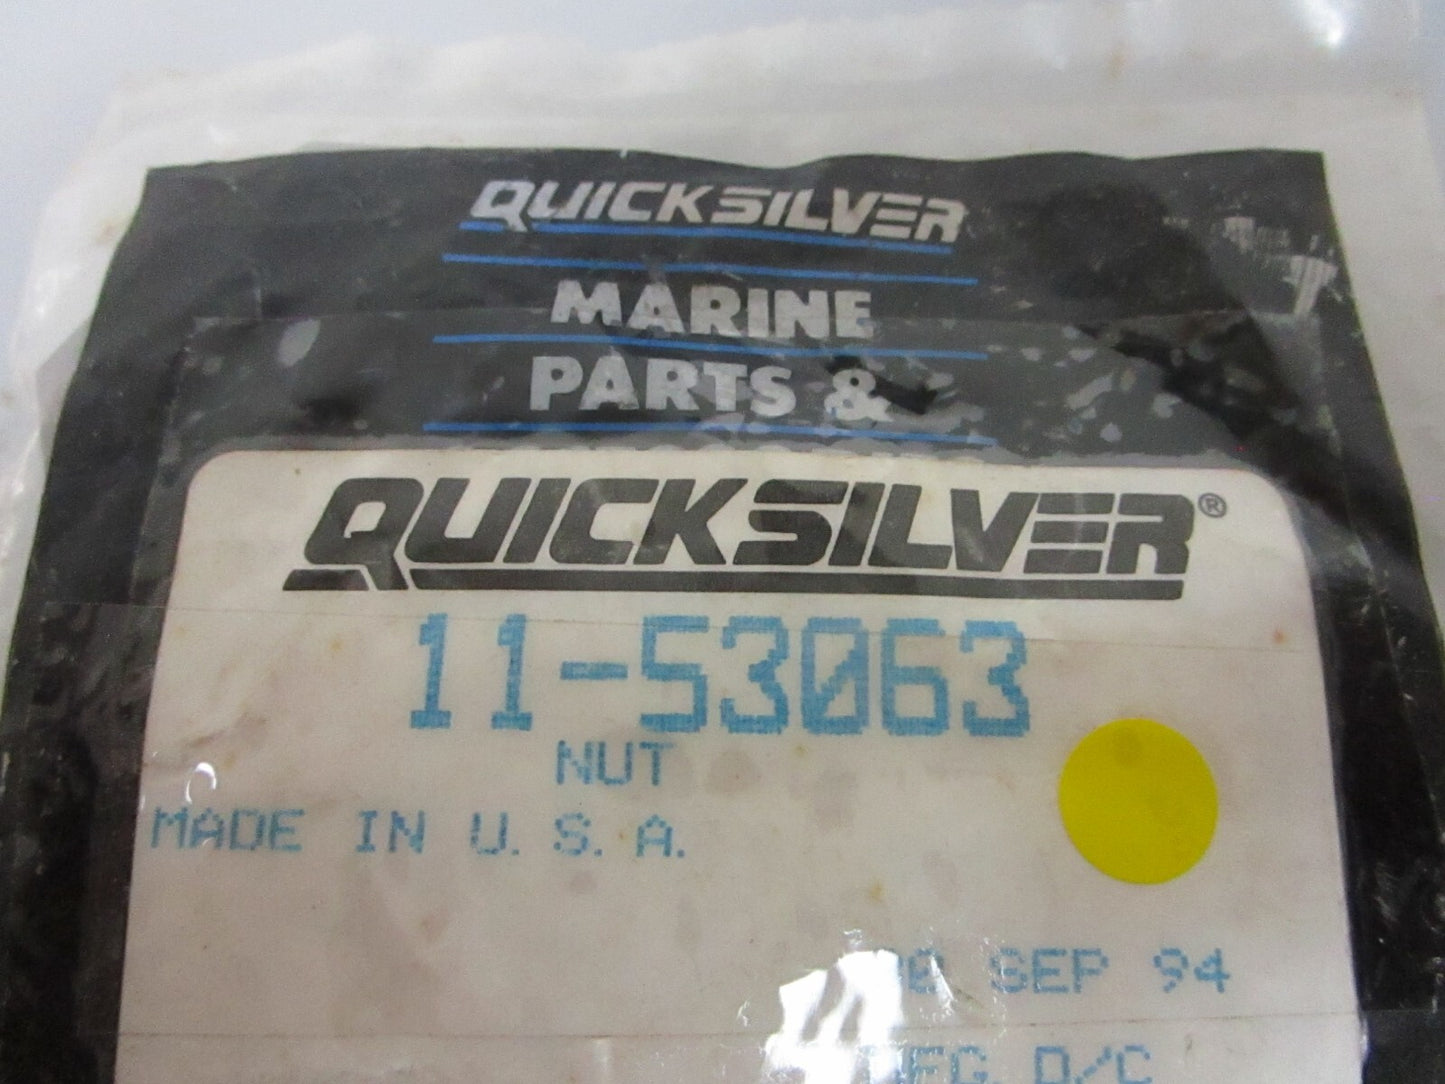 QUICKSILVER
MARINE
PARTS &
QUICKSILVER®
11-53063
NUT
MADE IN U.S.A.
SEP 94
D/C